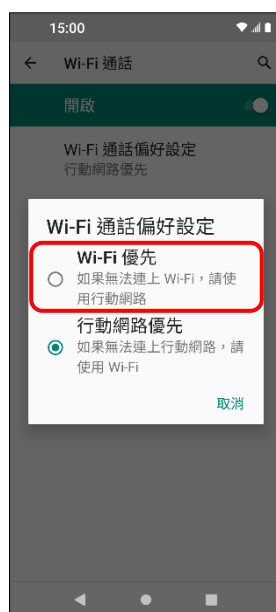 15:00
Wi-Fi 通話
開啟
Wi-Fi 通話偏好設定
行動網路優先
Wi-Fi 通話偏好設定
Wi-Fi 優先
如果無法連上 Wi-Fi，請使
用行動網路
行動網路優先
如果無法連上行動網路，請
使用 Wi-Fi
取消